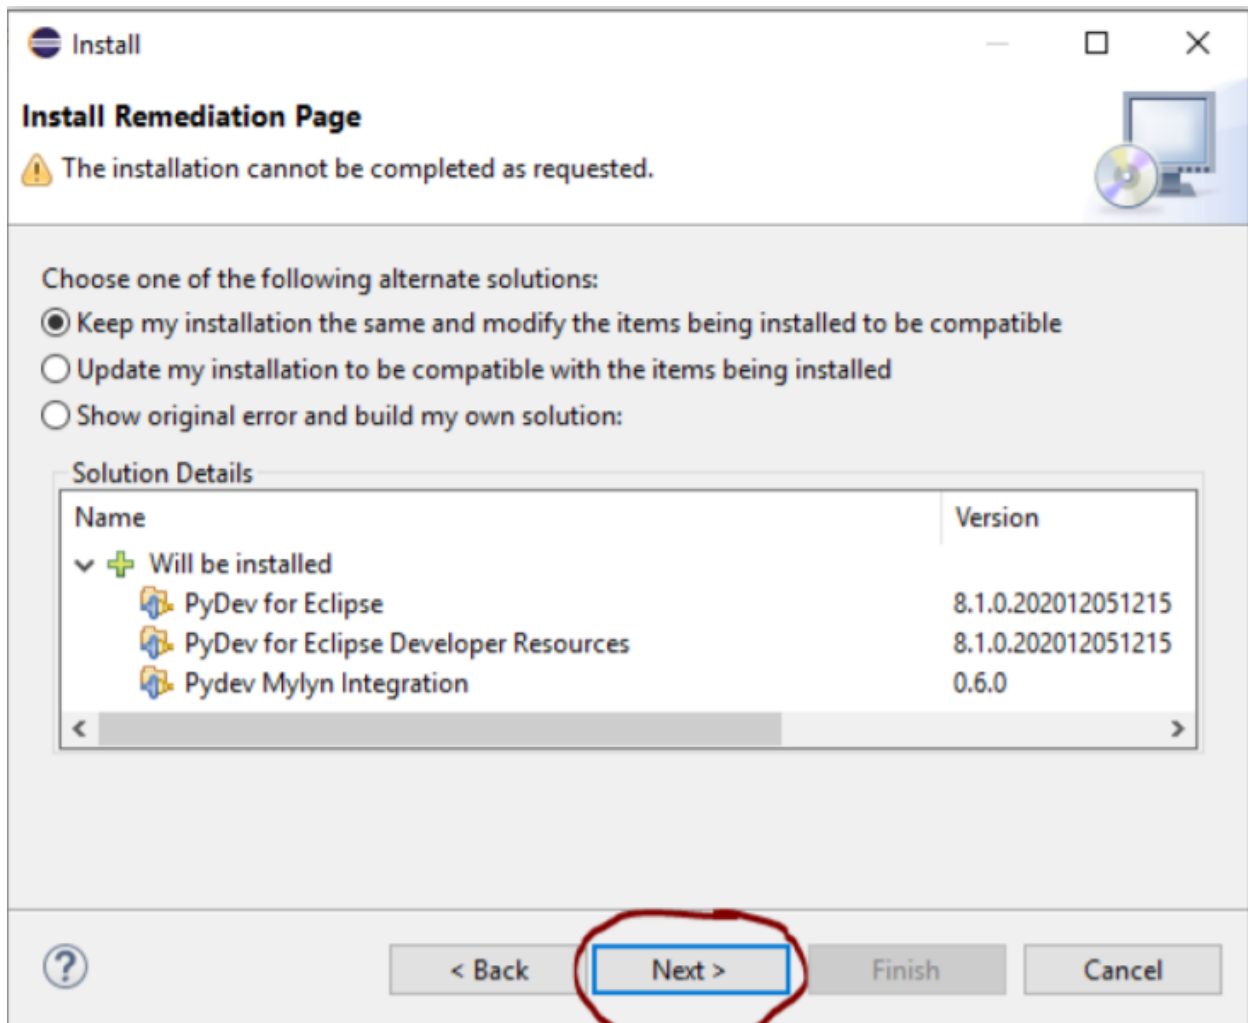 Install
Install Remediation Page
The installation cannot be completed as requested.
Choose one of the following alternate solutions:
Keep my installation the same and modify the items being installed to be compatible
Update my installation to be compatible with the items being installed
Show original error and build my own solution:
Solution Details
Name Version
Will be installed
PyDev for Eclipse 8.1.0.202012051215
PyDev for Eclipse Developer Resources 8.1.0.202012051215
Pydev Mylyn Integration 0.6.0
? < Back Next > Finish Cancel